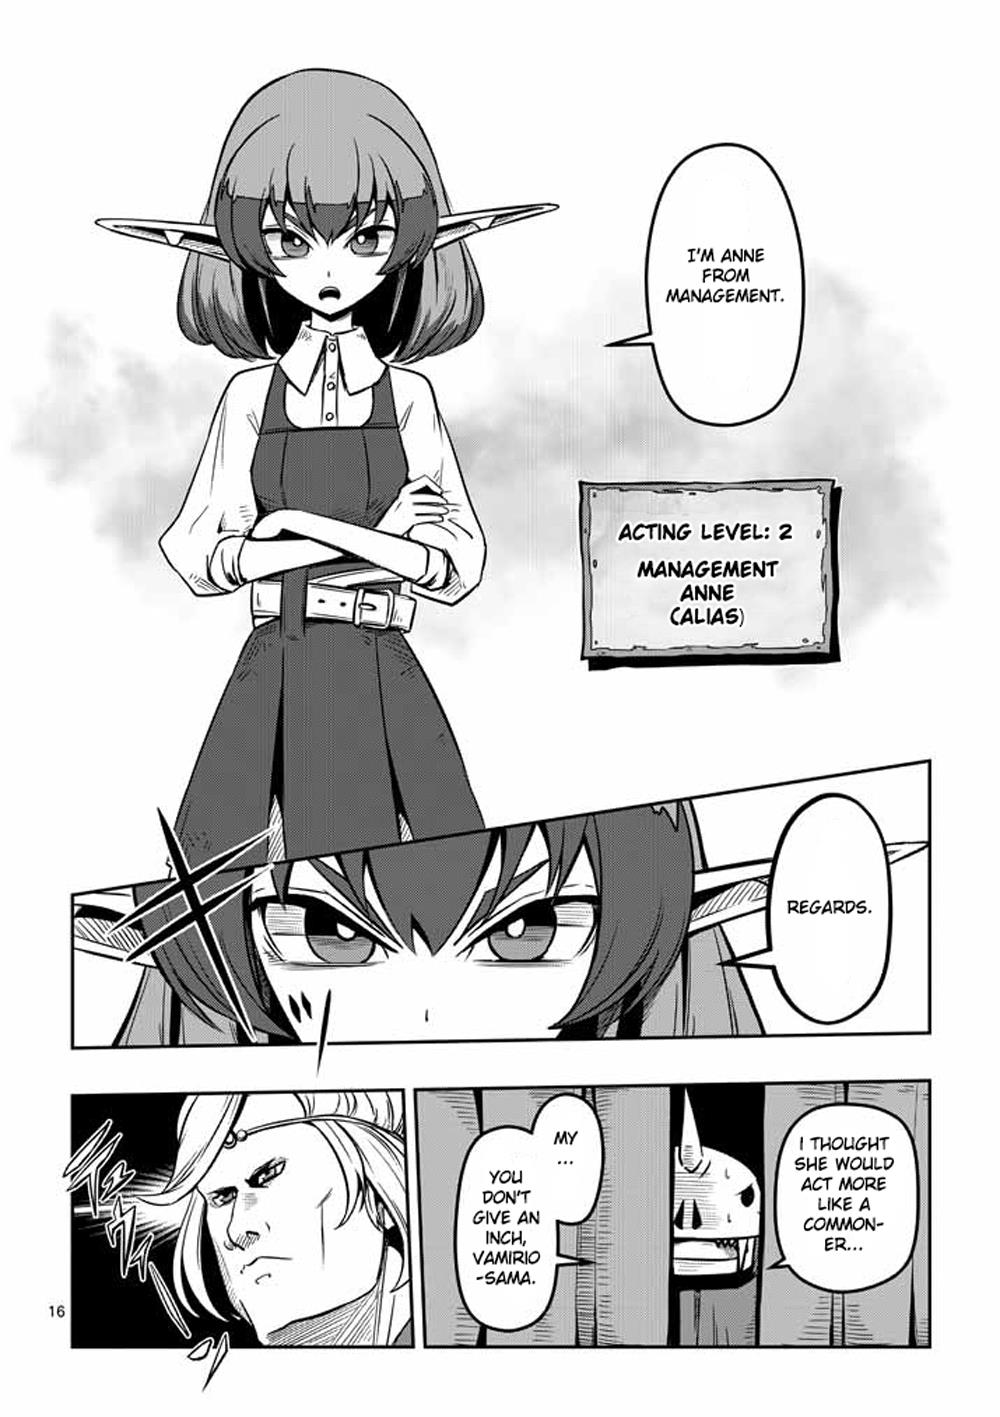 I'M ANNE
FROM
MANAGEMENT.
ACTING LEVEL: 2
MANAGEMENT
ANNE
(ALIAS)
REGARDS.
I THOUGHT
SHE WOULD
ACT MORE
LIKE A
COMMON-
ER...
MY
...
YOU
DON'T
GIVE AN
INCH,
VAMIRIO
-SAMA.
16